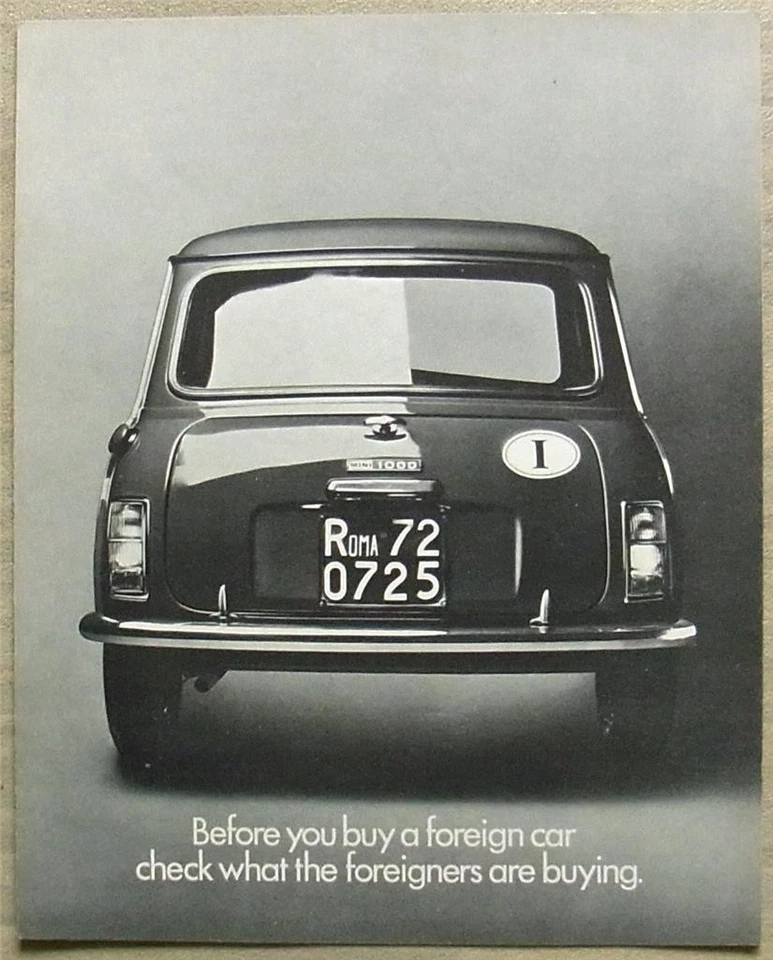 I
MINI 1000
ROMA 72
0725
Before you buy a foreign car
check what the foreigners are buying.